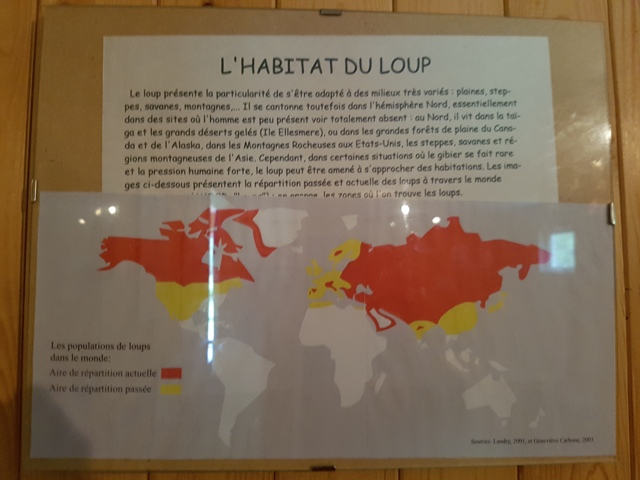 L'HABITAT DU LOUP
Le loup présente la particularité de s'être adapté à des milieux très variés : plaines, step-
pes, savanes, montagnes,... Il se cantonne toutefois dans l'hémisphère Nord, essentiellement
dans des sites où l'homme est peu présent voir totalement absent : au Nord, il vit dans la taï-
ga et les grands déserts gelés (Ile Ellesmere), ou dans les grandes forêts de plaine du Cana-
da et de l'Alaska, dans les Montagnes Rocheuses aux Etats-Unis, les steppes, savanes et ré-
gions montagneuses de l'Asie. Cependant, dans certaines situations où le gibier se fait rare
et la pression humaine forte, le loup peut être amené à s'approcher des habitations. Les ima-
ges ci-dessous présentent la répartition passée et actuelle des loups à travers le monde
les zones où l'on trouve les loups.
Les populations de loups
dans le monde:
Aire de répartition actuelle
Aire de répartition passée
Sources: Landry, 2001, et Geneviève Carbone, 2003